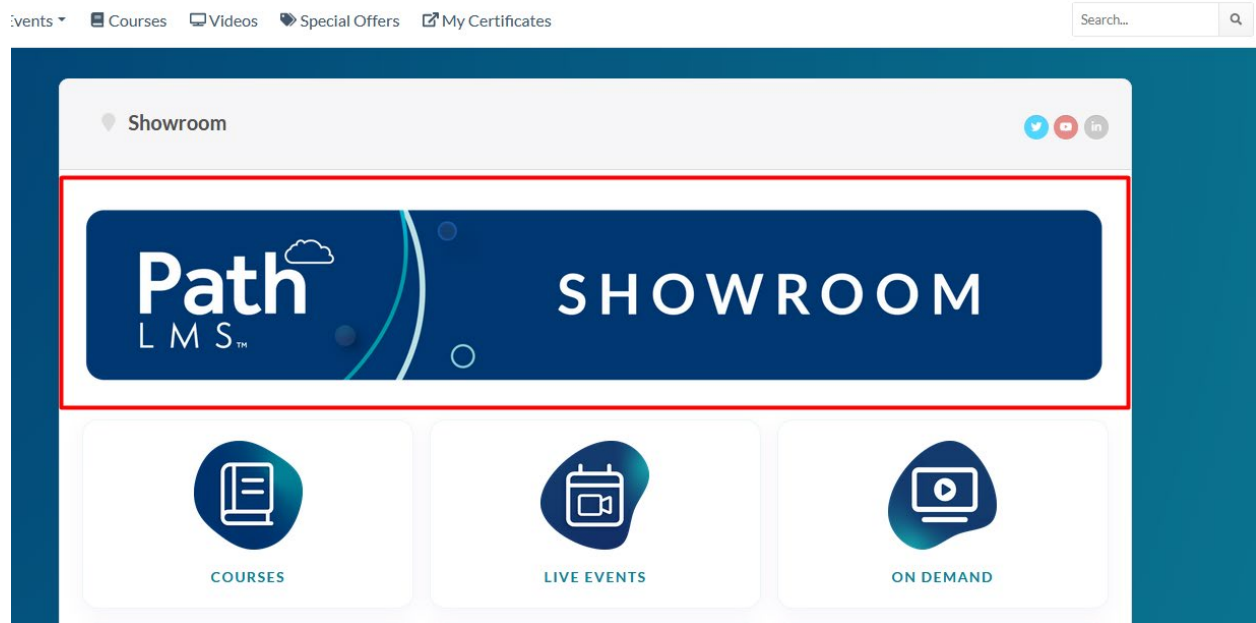 Events Courses Videos Special Offers My Certificates Search...
Showroom
Path
LMS™
SHOWROOM
COURSES LIVE EVENTS ON DEMAND